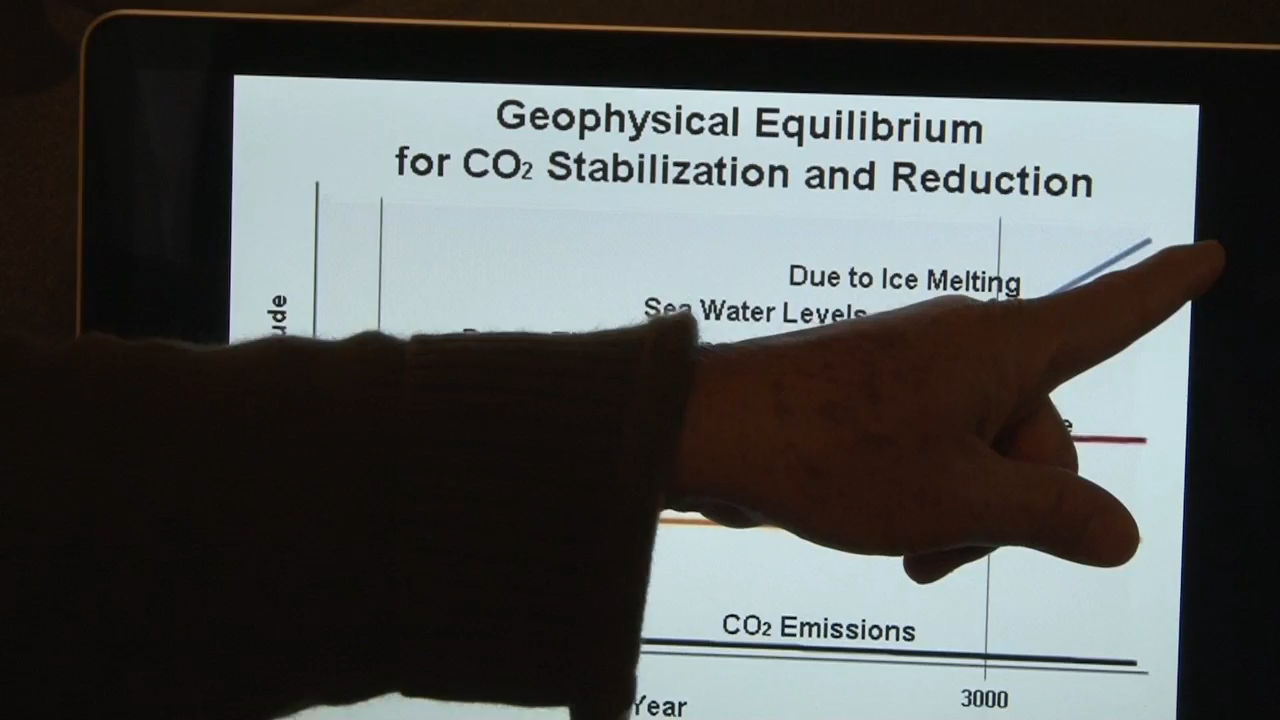 Geophysical Equilibrium
for CO₂ Stabilization and Reduction
Due to Ice Melting
Sea Water Levels
CO₂ Emissions
Year
3000